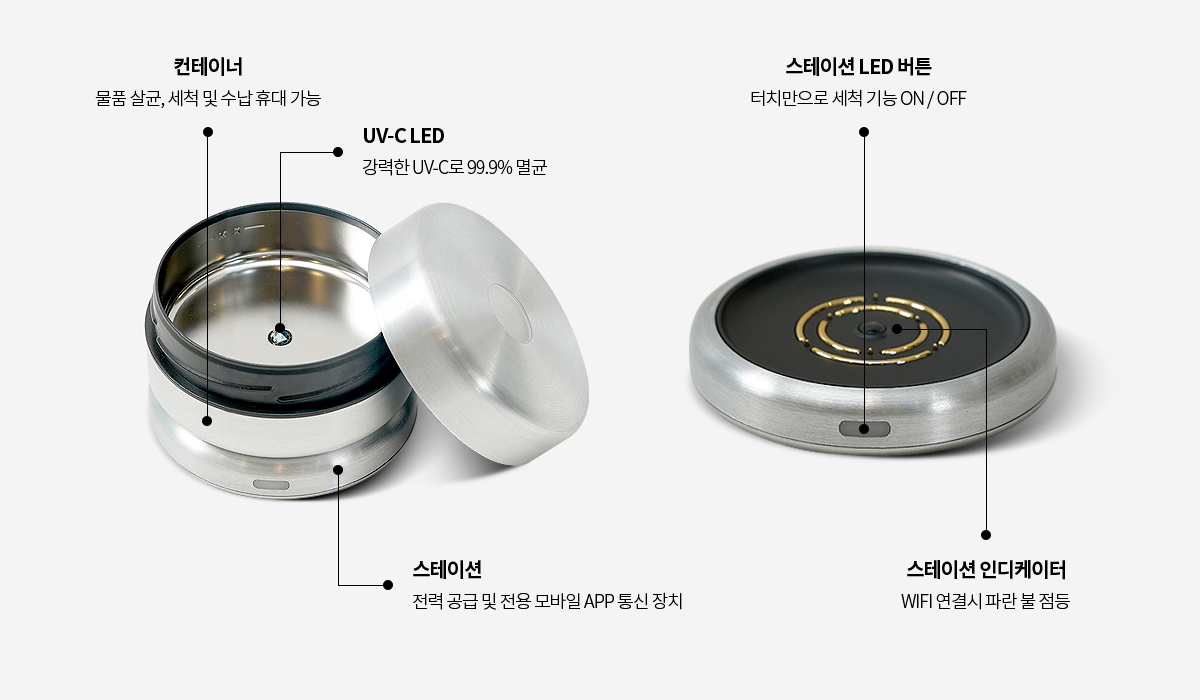 컨테이너
물품 살균, 세척 및 수납 휴대 가능
UV-C LED
강력한 UV-C로 99.9% 멸균
스테이션
전력 공급 및 전용 모바일 APP 통신 장치
스테이션 LED 버튼
터치만으로 세척 기능 ON / OFF
스테이션 인디케이터
WIFI 연결시 파란 불 점등